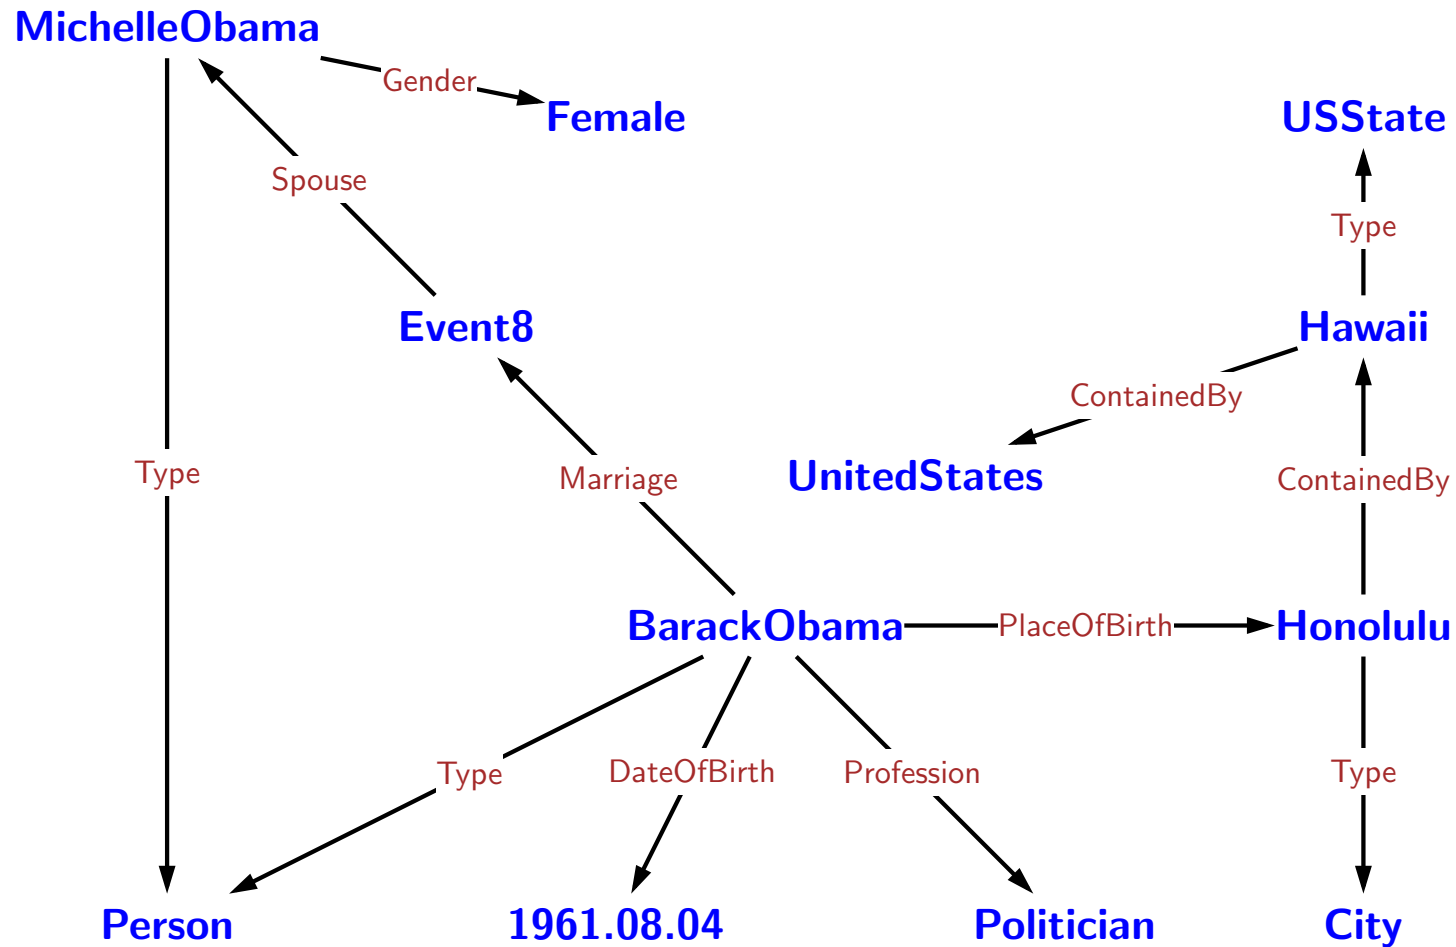 MichelleObama
Gender
Female
USState
Spouse
Type
Event8
Hawaii
ContainedBy
Type
Marriage
UnitedStates
ContainedBy
BarackObama
PlaceOfBirth
Honolulu
Type
DateOfBirth
Profession
Type
Person
1961.08.04
Politician
City